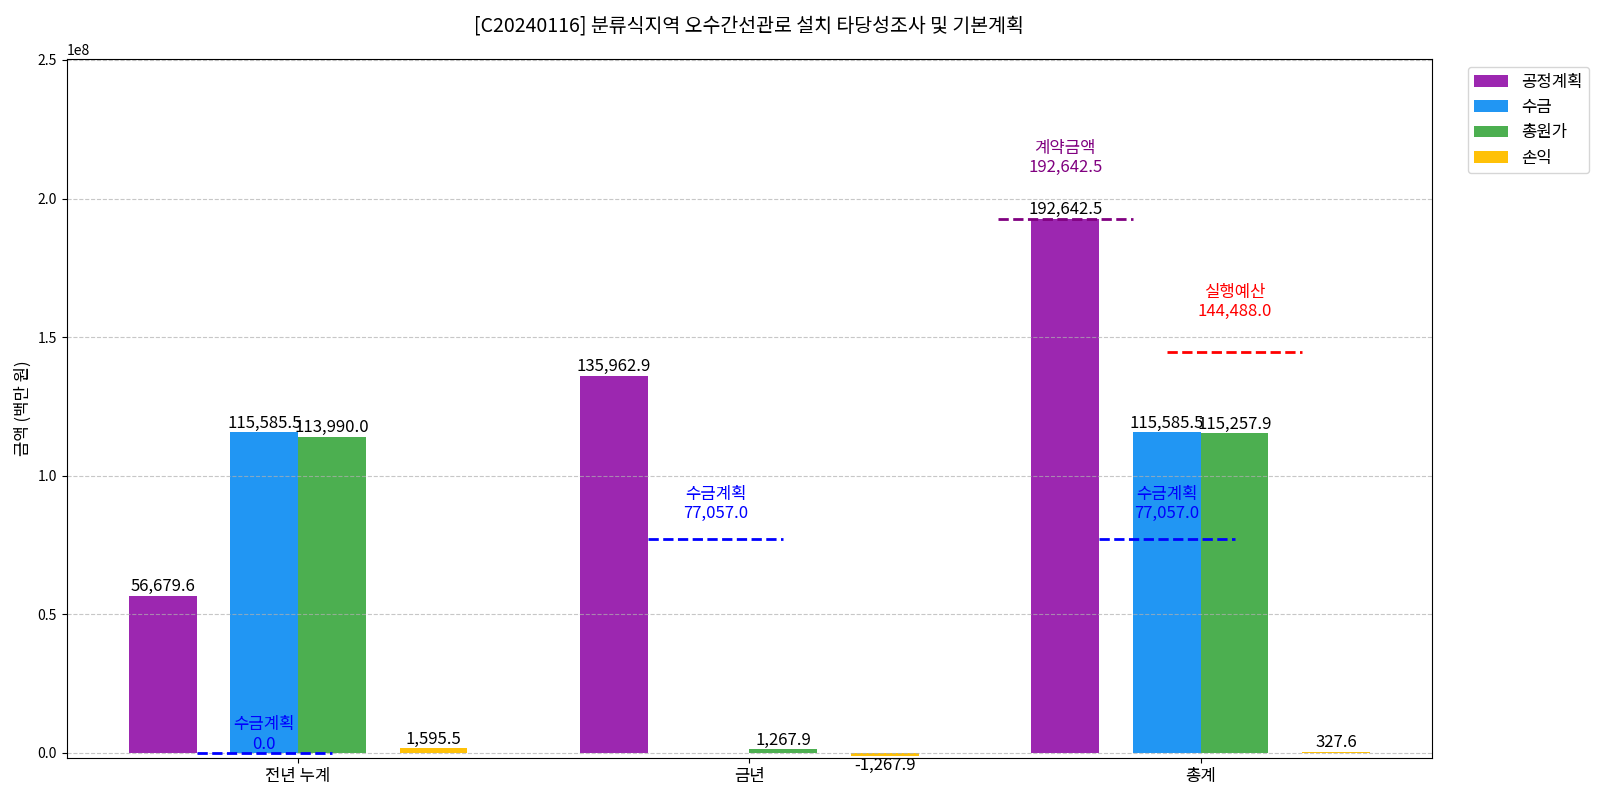 [C20240116] 분류식지역 오수간선관로 설치 타당성조사 및 기본계획
1e8
2.5
2.0
1.5
1.0
0.5
0.0
금액 (백만 원)
공정계획
수금
총원가
손익
계약금액
192,642.5
192,642.5
실행예산
144,488.0
135,962.9
115,585.5
113,990.0
115,585.5
115,257.9
수금계획
77,057.0
수금계획
77,057.0
56,679.6
수금계획
0.0
1,595.5
1,267.9
-1,267.9
327.6
전년 누계
금년
총계